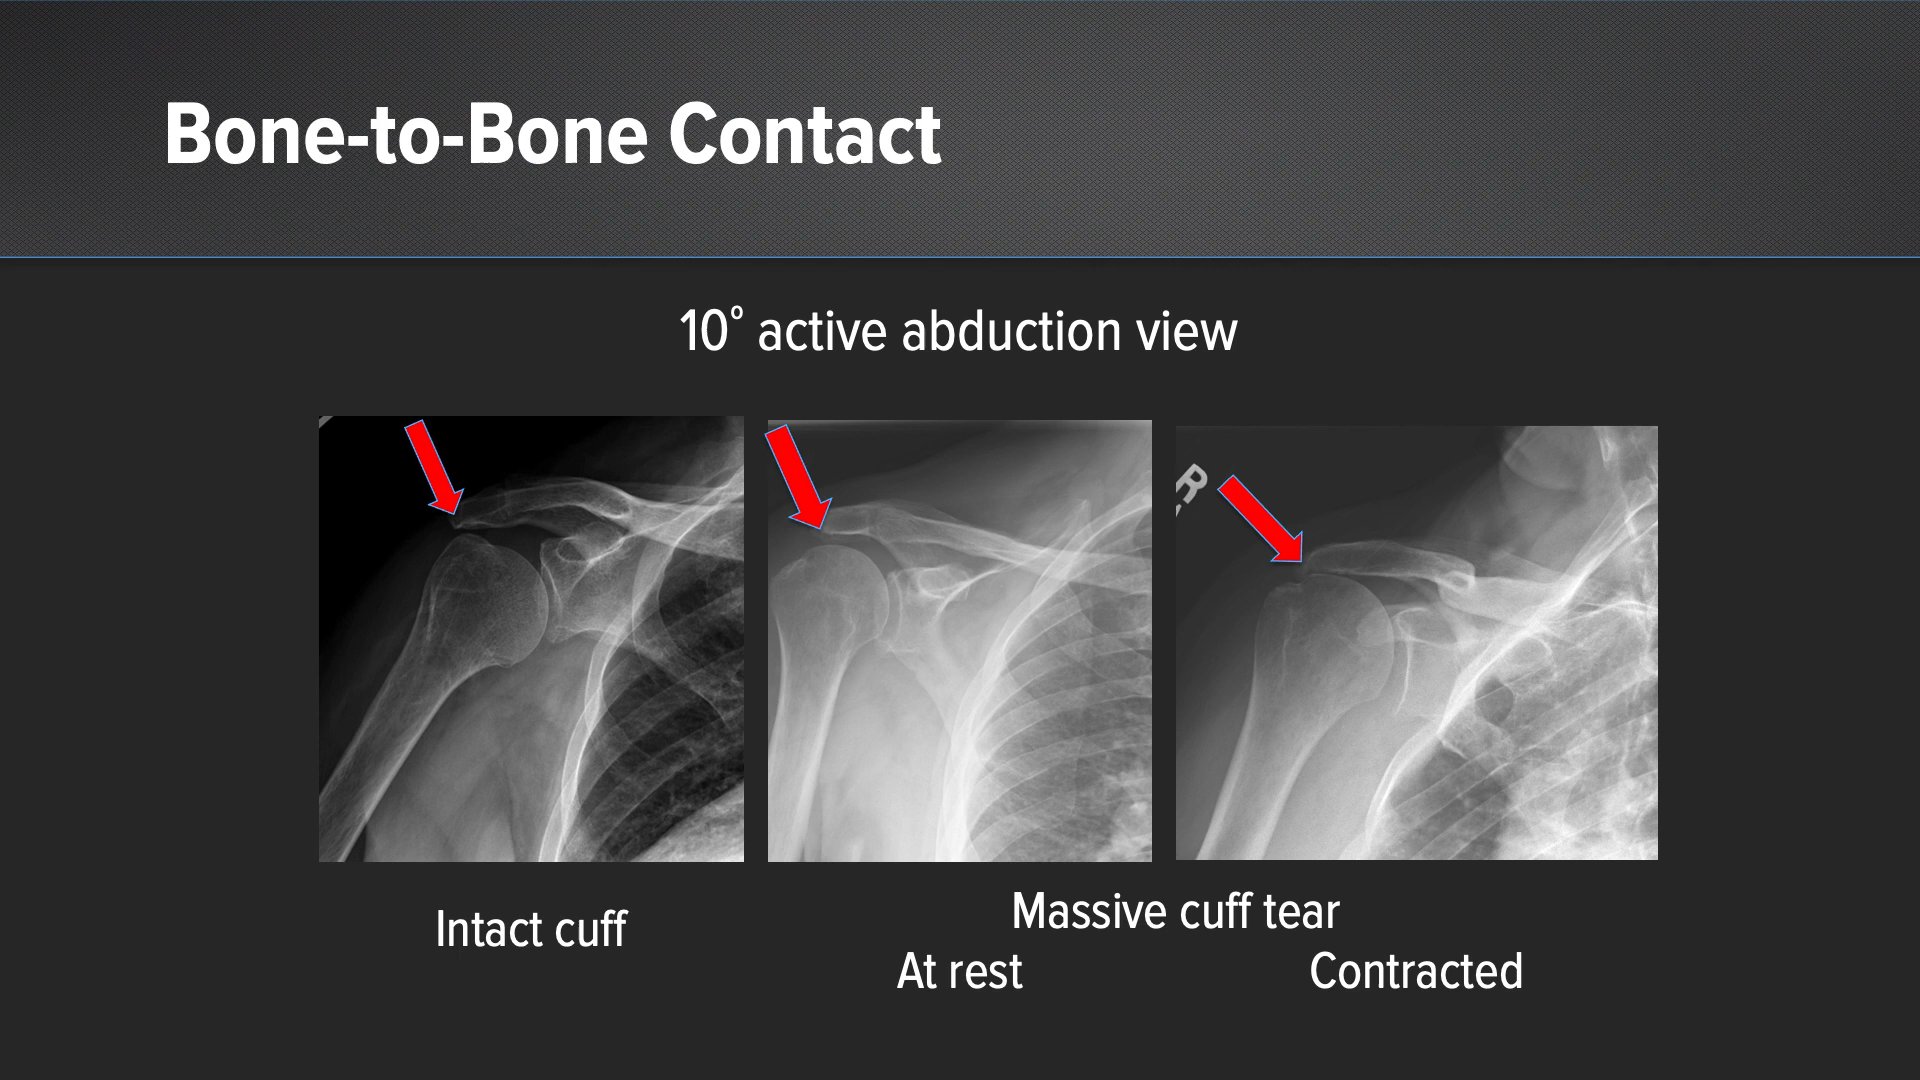 Bone-to-Bone Contact
10° active abduction view
R
Intact cuff
Massive cuff tear
At rest
Contracted